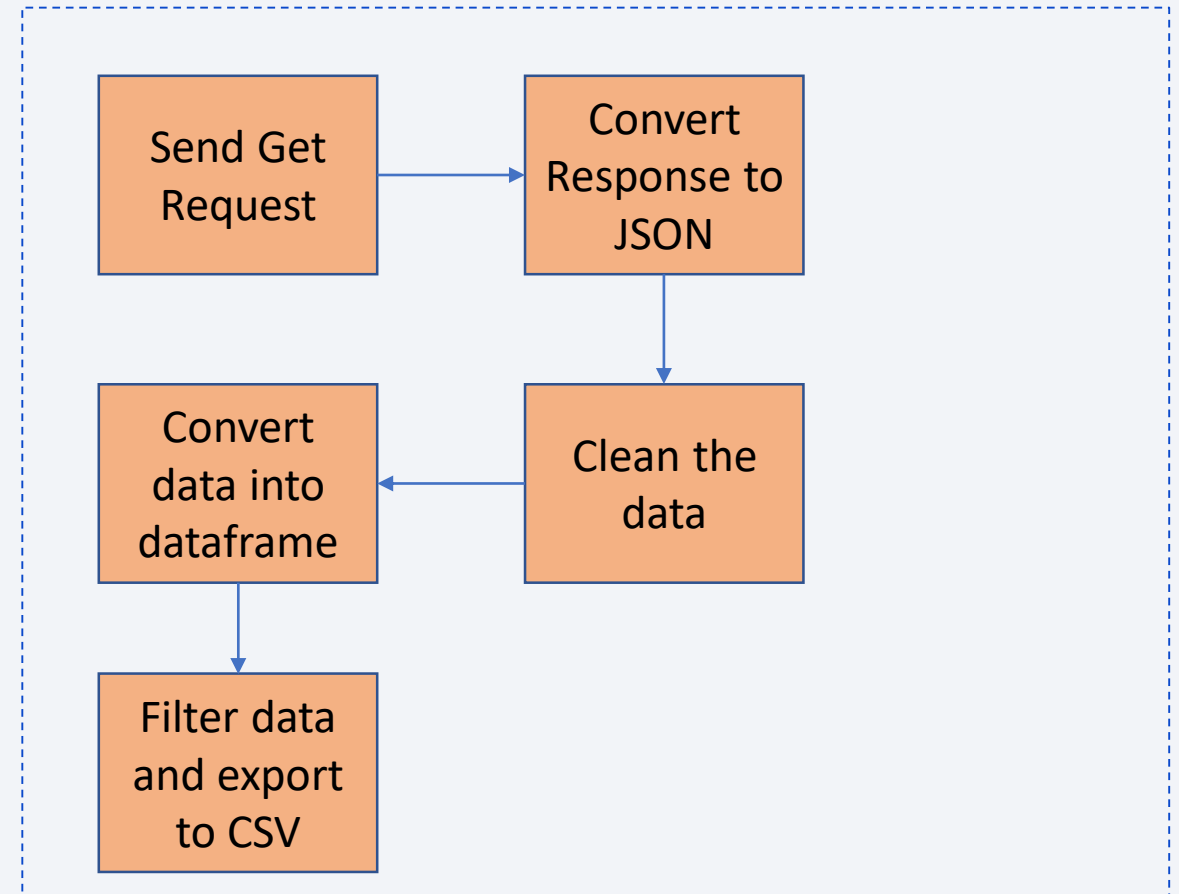 Send Get
Request
Convert
Response to
JSON
Clean the
data
Convert
data into
dataframe
Filter data
and export
to CSV